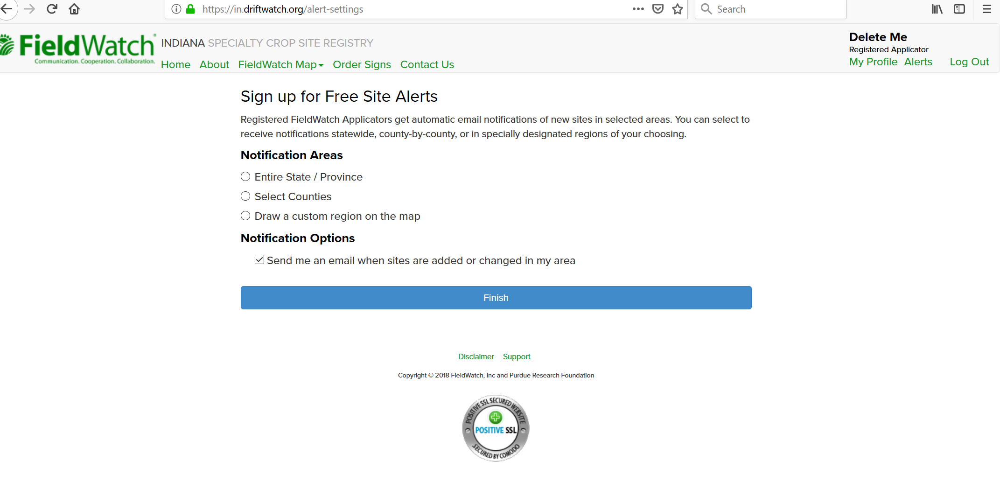 https://in.driftwatch.org/alert-settings
Search
FieldWatch®
Communication. Cooperation. Collaboration.
INDIANA SPECIALTY CROP SITE REGISTRY
Home About FieldWatch Map Order Signs Contact Us
Delete Me
Registered Applicator
My Profile Alerts Log Out
Sign up for Free Site Alerts
Registered FieldWatch Applicators get automatic email notifications of new sites in selected areas. You can select to
receive notifications statewide, county-by-county, or in specially designated regions of your choosing.
Notification Areas
Entire State / Province
Select Counties
Draw a custom region on the map
Notification Options
Send me an email when sites are added or changed in my area
Finish
Disclaimer Support
Copyright © 2018 FieldWatch, Inc and Purdue Research Foundation
POSITIVE SSL SECURED WEBSITE
POSITIVE SSL
SECURED BY COMODO